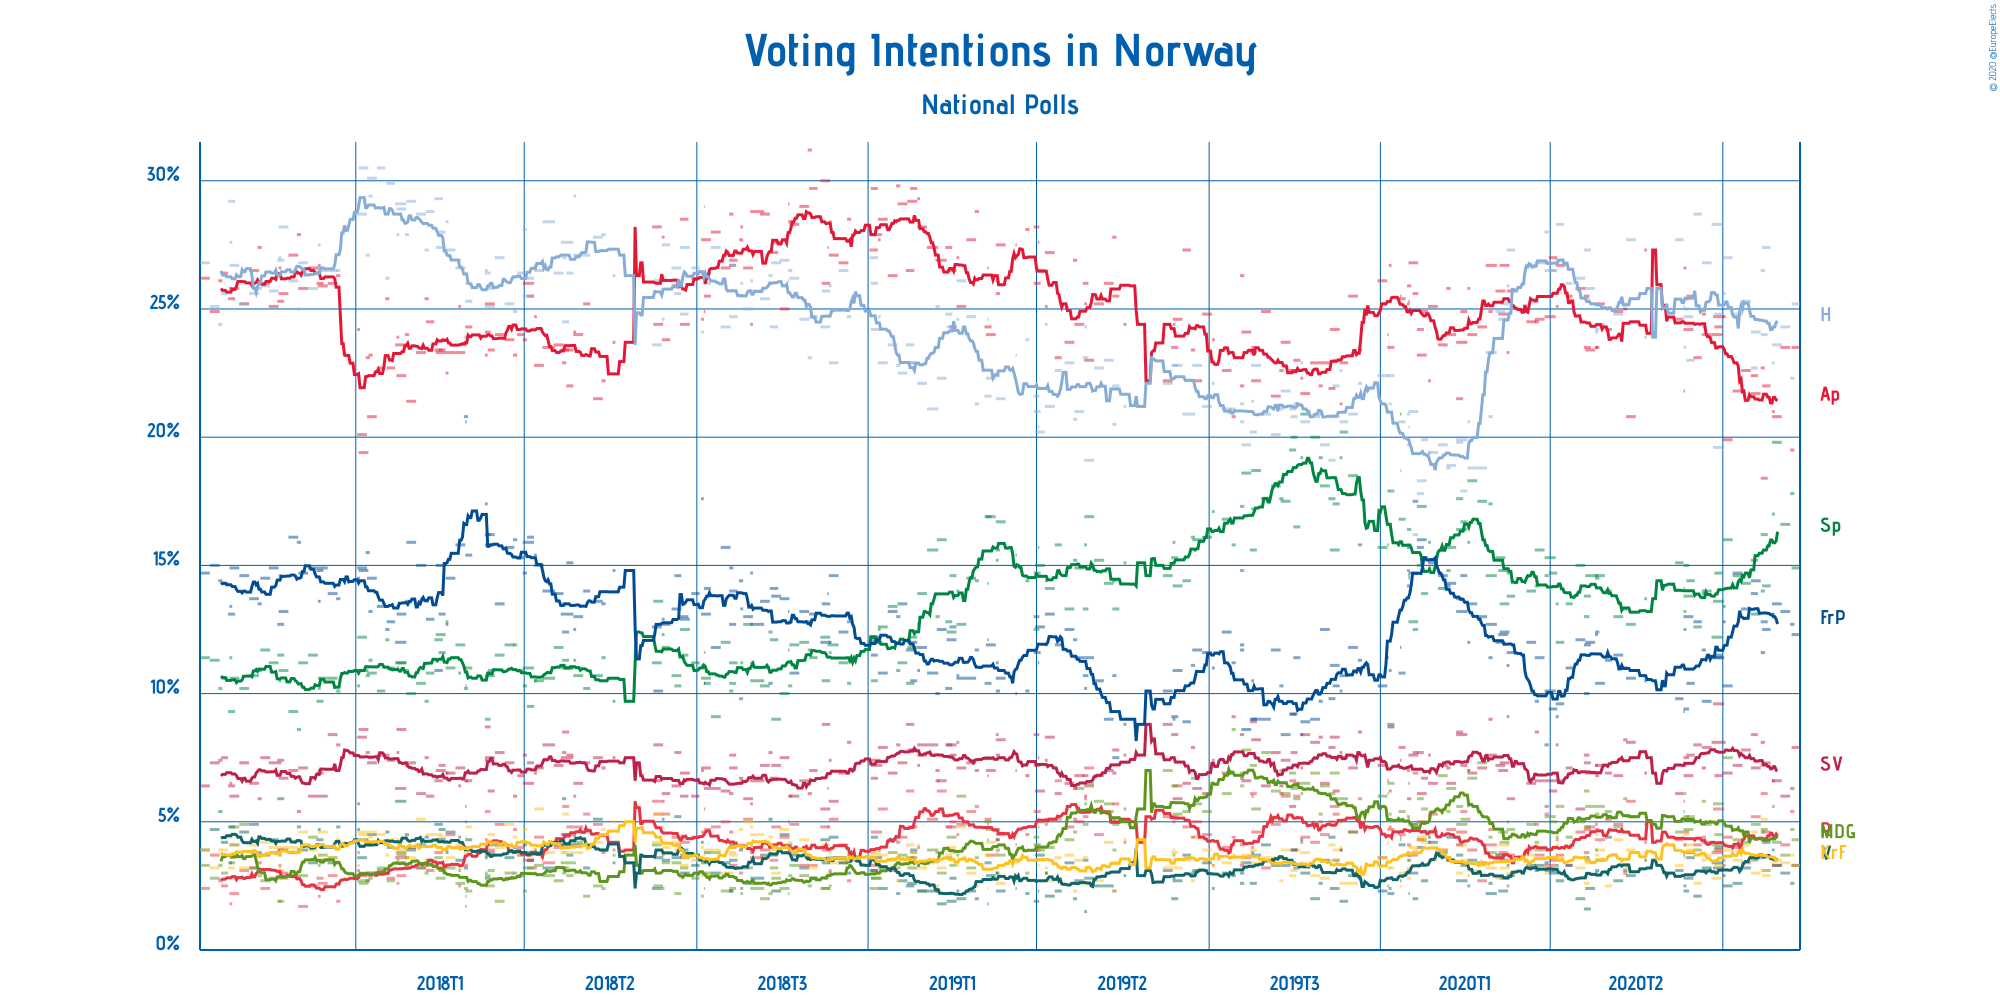 © 2020 @EuropeElects
Voting Intentions in Norway
National Polls
30%
25%
20%
15%
10%
5%
0%
H
Ap
Sp
FrP
SV
MDG
KrF
2018T1
2018T2
2018T3
2019T1
2019T2
2019T3
2020T1
2020T2